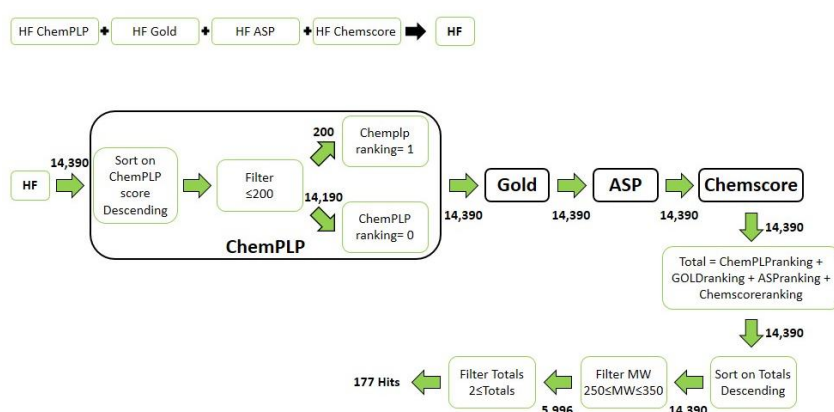 HF ChemPLP + HF Gold + HF ASP + HF Chemscore HF
HF
14,390
Sort on
ChemPLP
score
Descending
Filter
≤200
200
Chemplp
ranking= 1
14,190
ChemPLP
ranking= 0
ChemPLP
14,390
Gold
14,390
ASP
14,390
Chemscore
14,390
Total = ChemPLPranking +
GOLDranking + ASPranking +
Chemscoreranking
14,390
Sort on Totals
Descending
14,390
Filter MW
250≤MW≤350
5,996
Filter Totals
2≤Totals
177 Hits